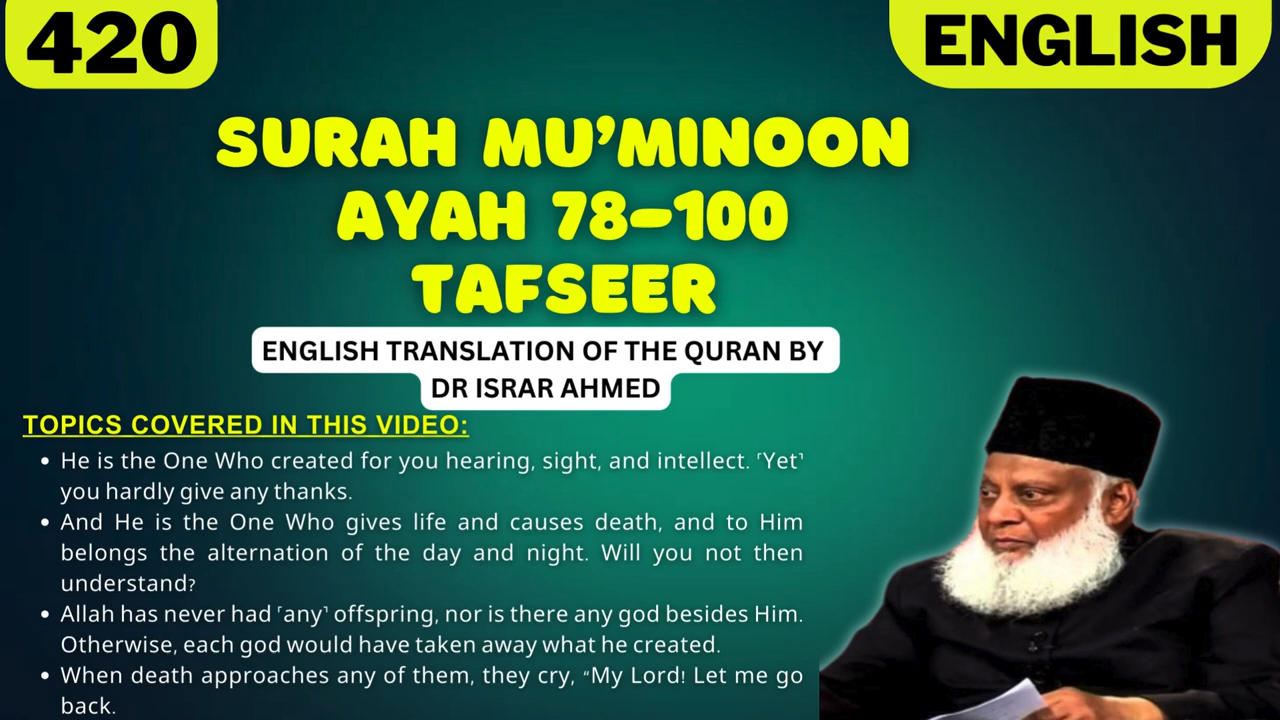 420
ENGLISH
SURAH MU’MINOON
AYAH 78–100
TAFSEER
ENGLISH TRANSLATION OF THE QURAN BY
DR ISRAR AHMED
TOPICS COVERED IN THIS VIDEO:
• He is the One Who created for you hearing, sight, and intellect. ˹Yet˺
you hardly give any thanks.
• And He is the One Who gives life and causes death, and to Him
belongs the alternation of the day and night. Will you not then
understand?
• Allah has never had ˹any˺ offspring, nor is there any god besides Him.
Otherwise, each god would have taken away what he created.
• When death approaches any of them, they cry, “My Lord! Let me go
back.